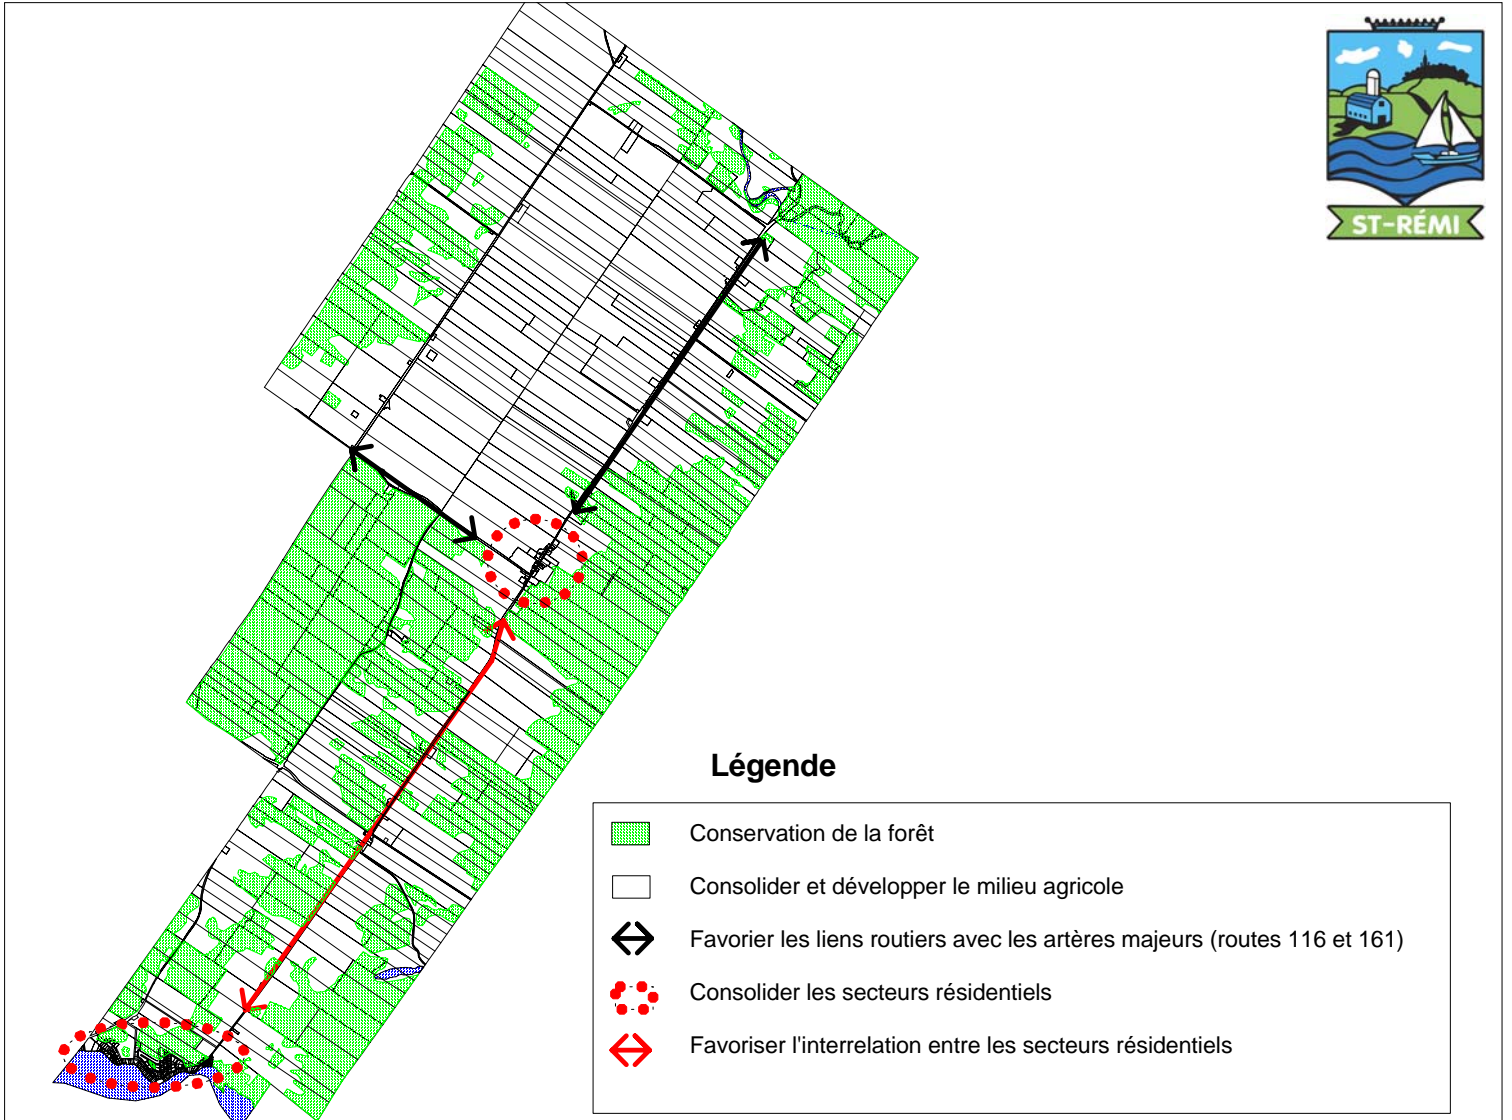 ST-RÉMI
Légende
Conservation de la forêt
Consolider et développer le milieu agricole
Favorier les liens routiers avec les artères majeurs (routes 116 et 161)
Consolider les secteurs résidentiels
Favoriser l'interrelation entre les secteurs résidentiels